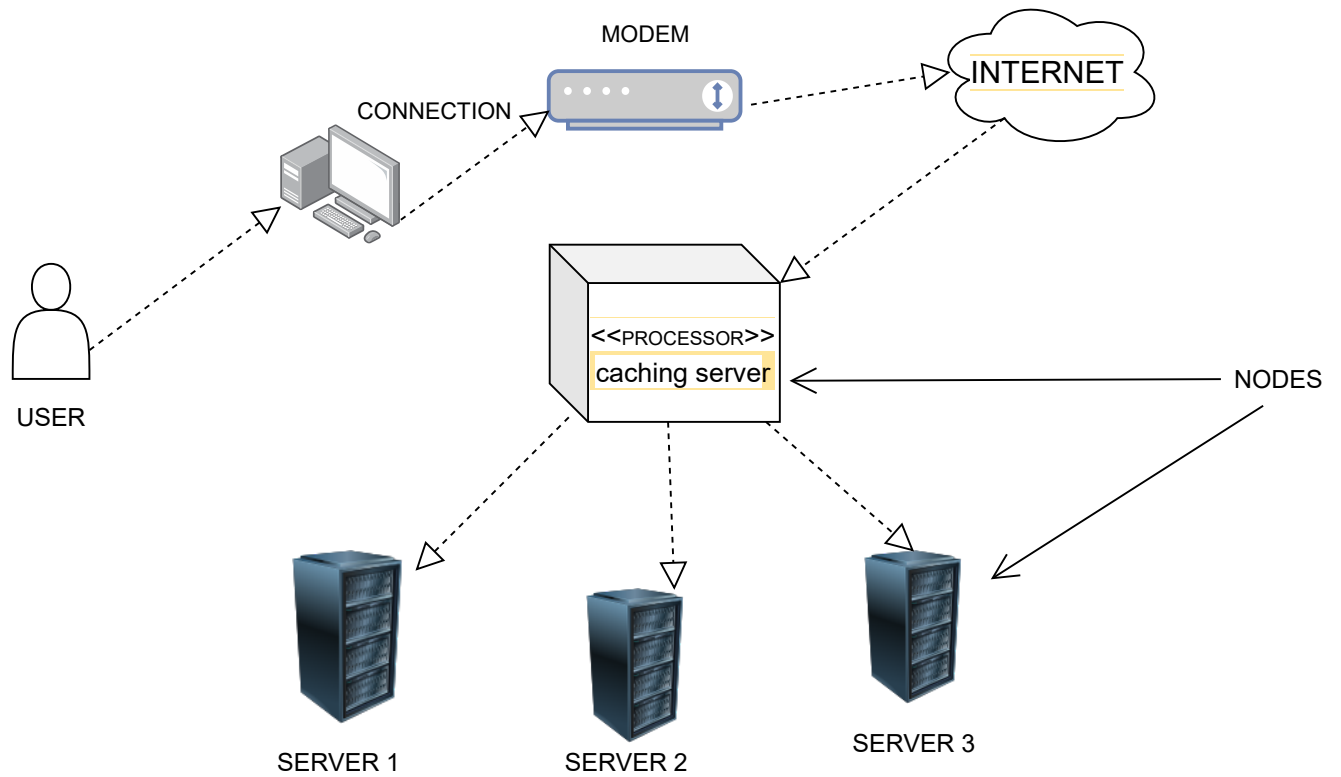 MODEM
INTERNET
CONNECTION
<<PROCESSOR>>
caching server
NODES
USER
SERVER 1
SERVER 2
SERVER 3